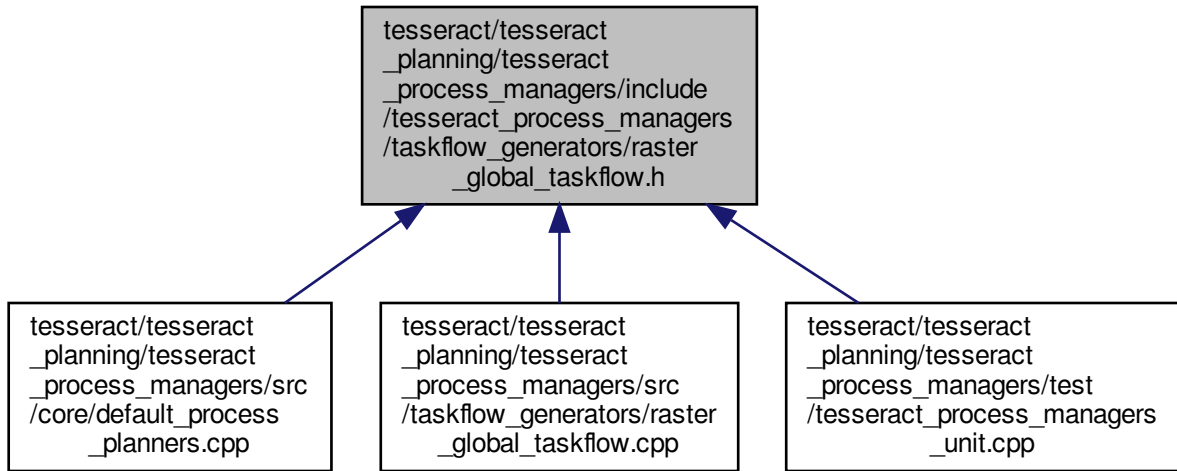 tesseract/tesseract
_planning/tesseract
_process_managers/include
/tesseract_process_managers
/taskflow_generators/raster
_global_taskflow.h
tesseract/tesseract
_planning/tesseract
_process_managers/src
/core/default_process
_planners.cpp
tesseract/tesseract
_planning/tesseract
_process_managers/src
/taskflow_generators/raster
_global_taskflow.cpp
tesseract/tesseract
_planning/tesseract
_process_managers/test
/tesseract_process_managers
_unit.cpp